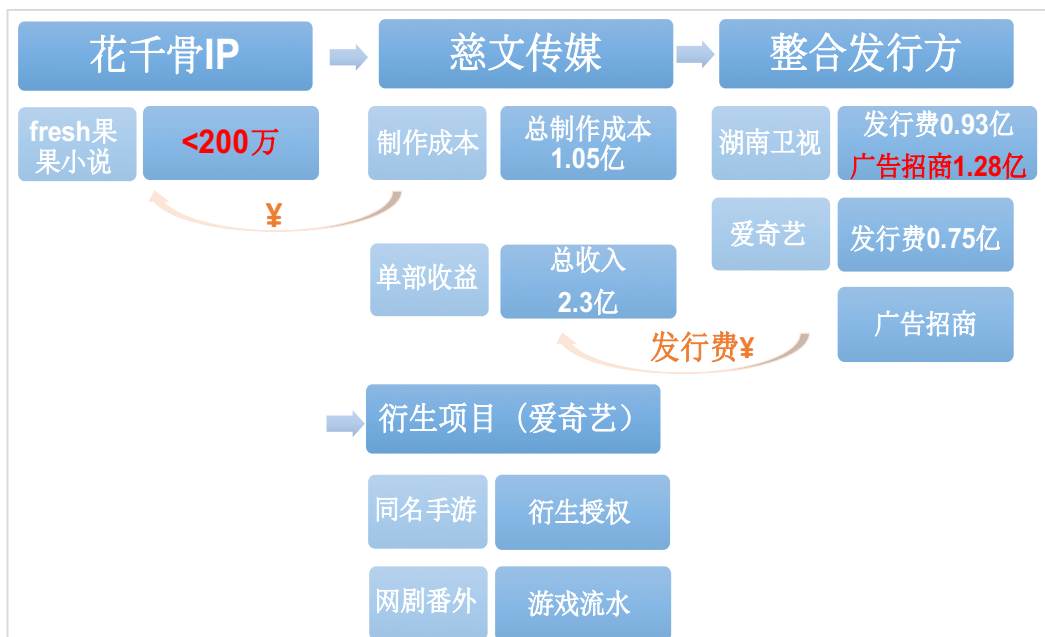 花千骨IP
慈文传媒
整合发行方
fresh果
果小说
<200万
制作成本
总制作成本
1.05亿
湖南卫视
发行费0.93亿
广告招商1.28亿
¥
爱奇艺
发行费0.75亿
单部收益
总收入
2.3亿
广告招商
发行费¥
衍生项目（爱奇艺）
同名手游
衍生授权
网剧番外
游戏流水